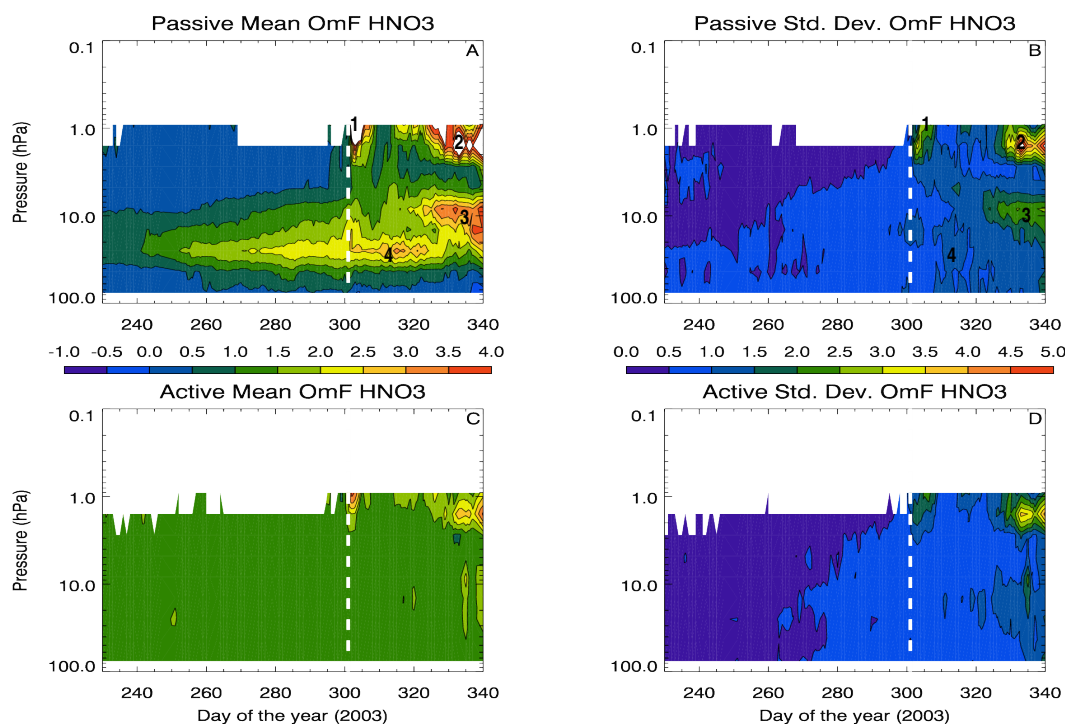 Passive Mean OmF HNO3
Passive Std. Dev. OmF HNO3
0.1
A
0.1
B
1
1
1.0
2
1.0
2
Pressure (hPa)
10.0
3
10.0
3
4
4
100.0
100.0
240 260 280 300 320 340
240 260 280 300 320 340
-1.0 -0.5 0.0 0.5 1.0 1.5 2.0 2.5 3.0 3.5 4.0
0.0 0.5 1.0 1.5 2.0 2.5 3.0 3.5 4.0 4.5 5.0
Active Mean OmF HNO3
Active Std. Dev. OmF HNO3
0.1
C
0.1
D
1.0
1.0
Pressure (hPa)
10.0
10.0
100.0
100.0
240 260 280 300 320 340
240 260 280 300 320 340
Day of the year (2003)
Day of the year (2003)